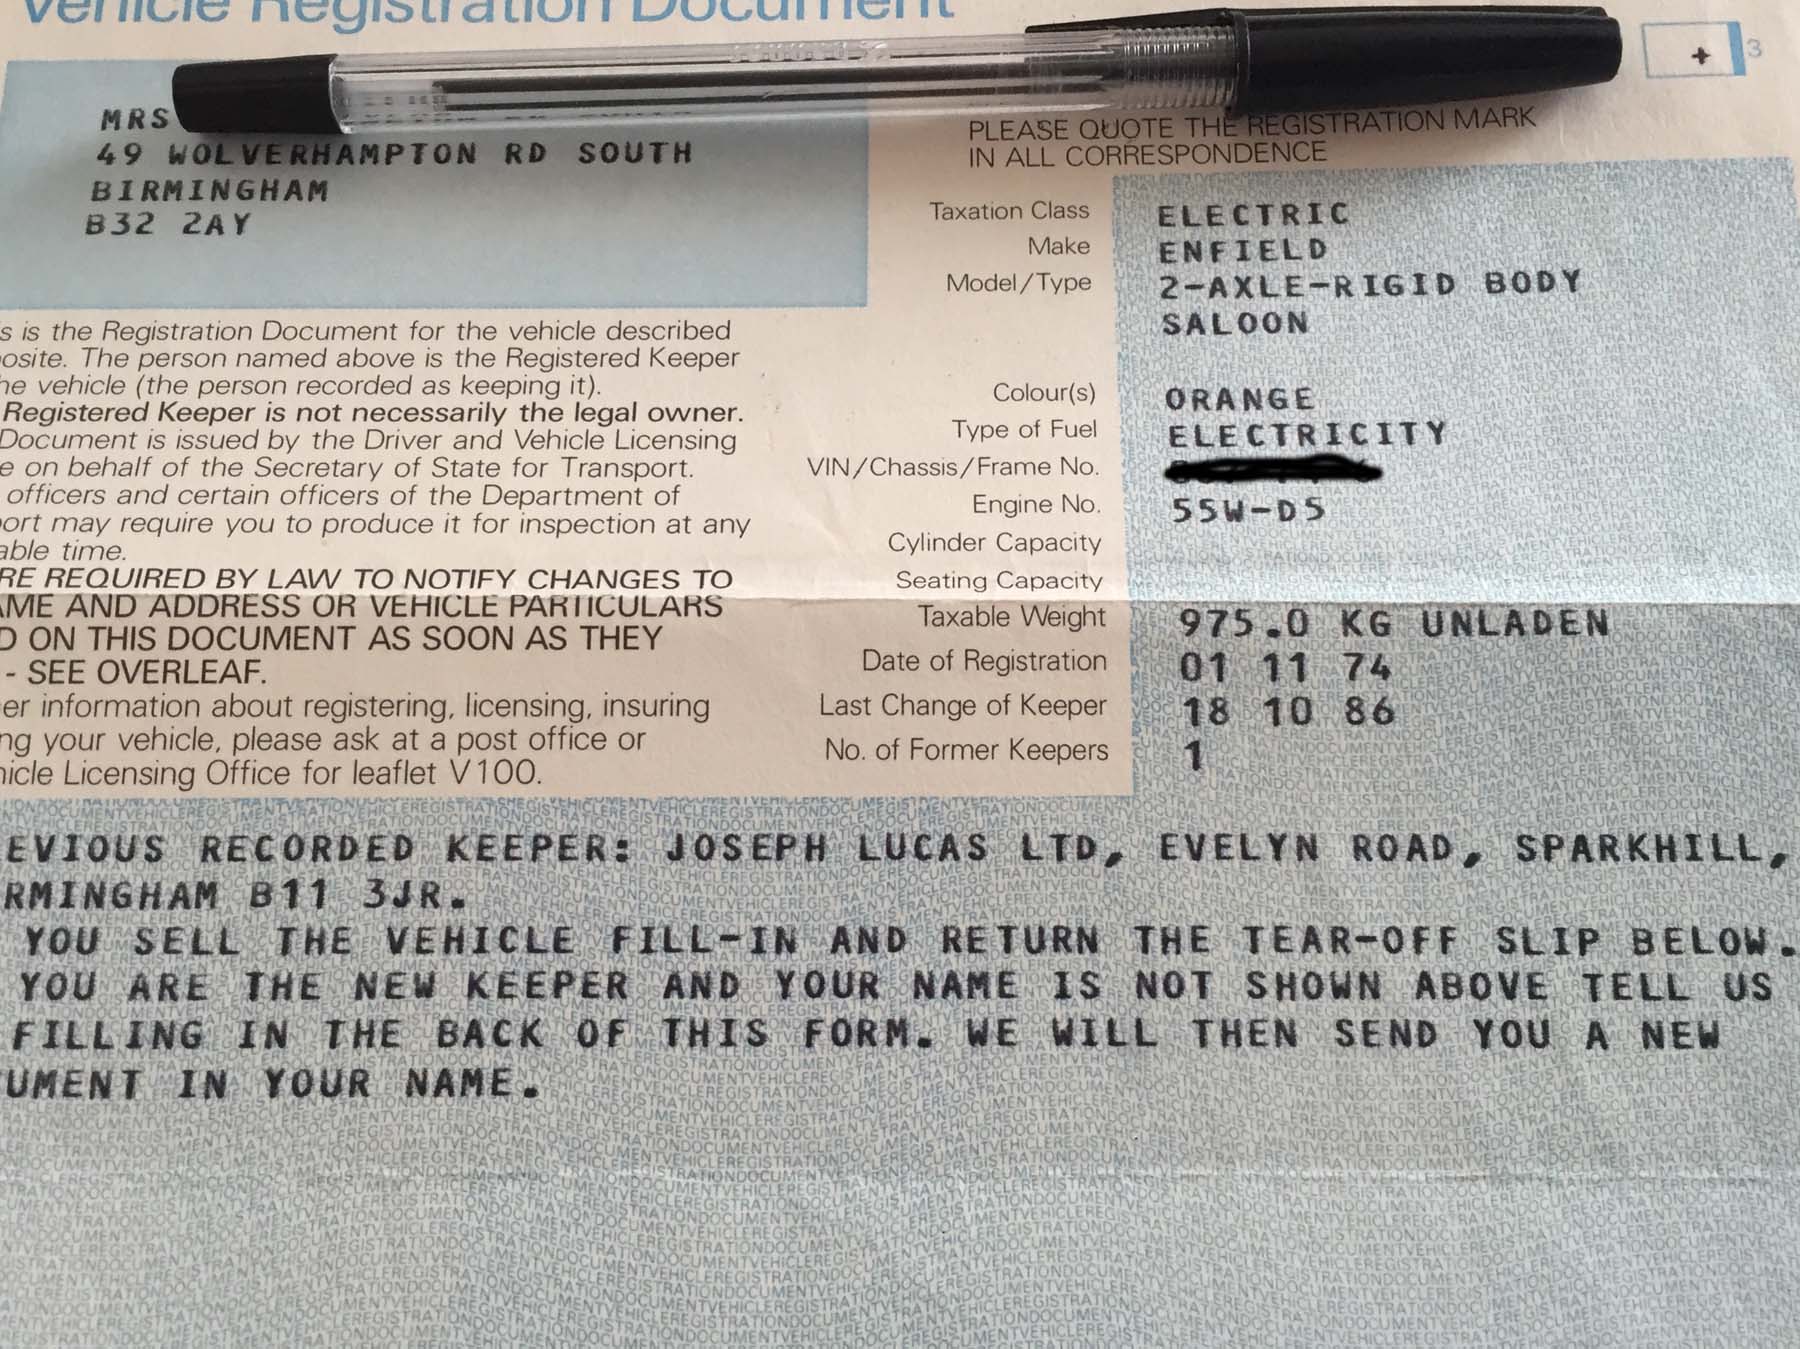 Vehicle Registration Document
3
MRS
49 WOLVERHAMPTON RD SOUTH
BIRMINGHAM
B32 2AY
PLEASE QUOTE THE REGISTRATION MARK
IN ALL CORRESPONDENCE
Taxation Class ELECTRIC
Make ENFIELD
Model/Type 2-AXLE-RIGID BODY
SALOON
Colour(s) ORANGE
Type of Fuel ELECTRICITY
VIN/Chassis/Frame No.
Engine No. 55W-D5
Cylinder Capacity
Seating Capacity
Taxable Weight 975.0 KG UNLADEN
Date of Registration 01 11 74
Last Change of Keeper 18 10 86
No. of Former Keepers 1
s is the Registration Document for the vehicle described
osite. The person named above is the Registered Keeper
he vehicle (the person recorded as keeping it).
Registered Keeper is not necessarily the legal owner.
Document is issued by the Driver and Vehicle Licensing
e on behalf of the Secretary of State for Transport.
officers and certain officers of the Department of
ort may require you to produce it for inspection at any
able time.
RE REQUIRED BY LAW TO NOTIFY CHANGES TO
AME AND ADDRESS OR VEHICLE PARTICULARS
D ON THIS DOCUMENT AS SOON AS THEY
- SEE OVERLEAF.
er information about registering, licensing, insuring
ng your vehicle, please ask at a post office or
hicle Licensing Office for leaflet V100.
EVIOUS RECORDED KEEPER: JOSEPH LUCAS LTD, EVELYN ROAD, SPARKHILL,
RMINGHAM B11 3JR.
YOU SELL THE VEHICLE FILL-IN AND RETURN THE TEAR-OFF SLIP BELOW.
YOU ARE THE NEW KEEPER AND YOUR NAME IS NOT SHOWN ABOVE TELL US
FILLING IN THE BACK OF THIS FORM. WE WILL THEN SEND YOU A NEW
UMENT IN YOUR NAME.